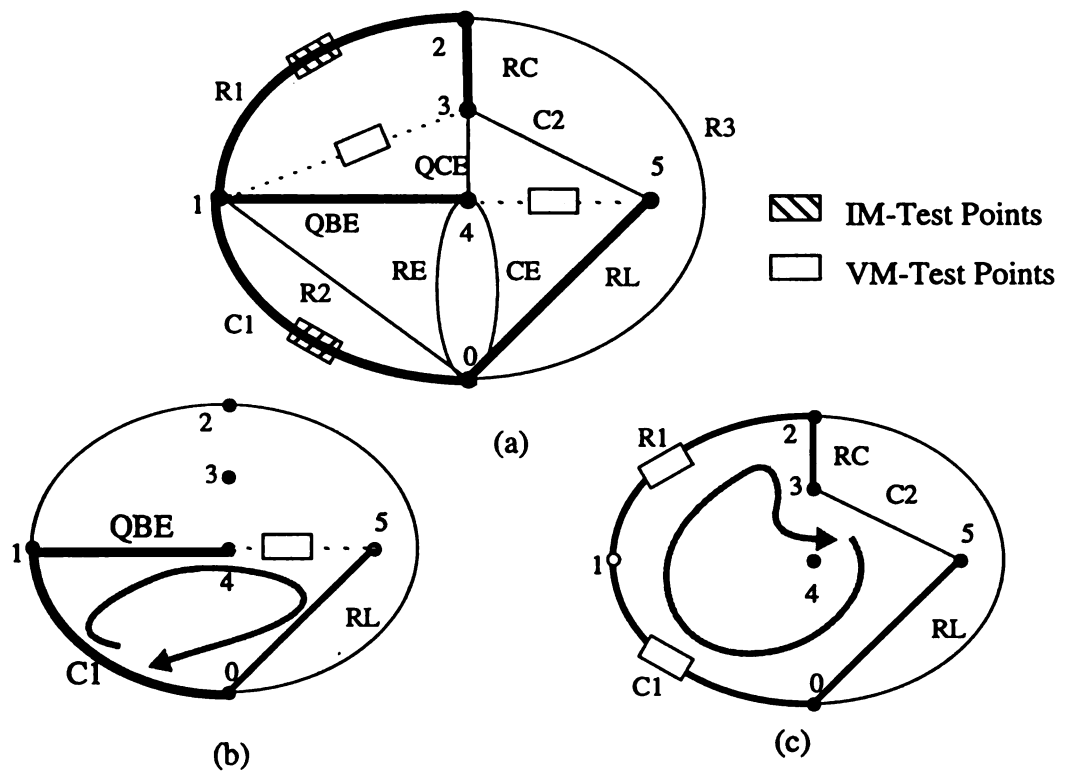 2
RC
R1
3
C2
R3
QCE
5
1
QBE
4
IM-Test Points
RE
CE
RL
VM-Test Points
R2
C1
0
(a)
2
3
QBE
5
1
4
RL
C1
0
(b)
R1
2
RC
3
C2
5
1
4
RL
C1
0
(c)